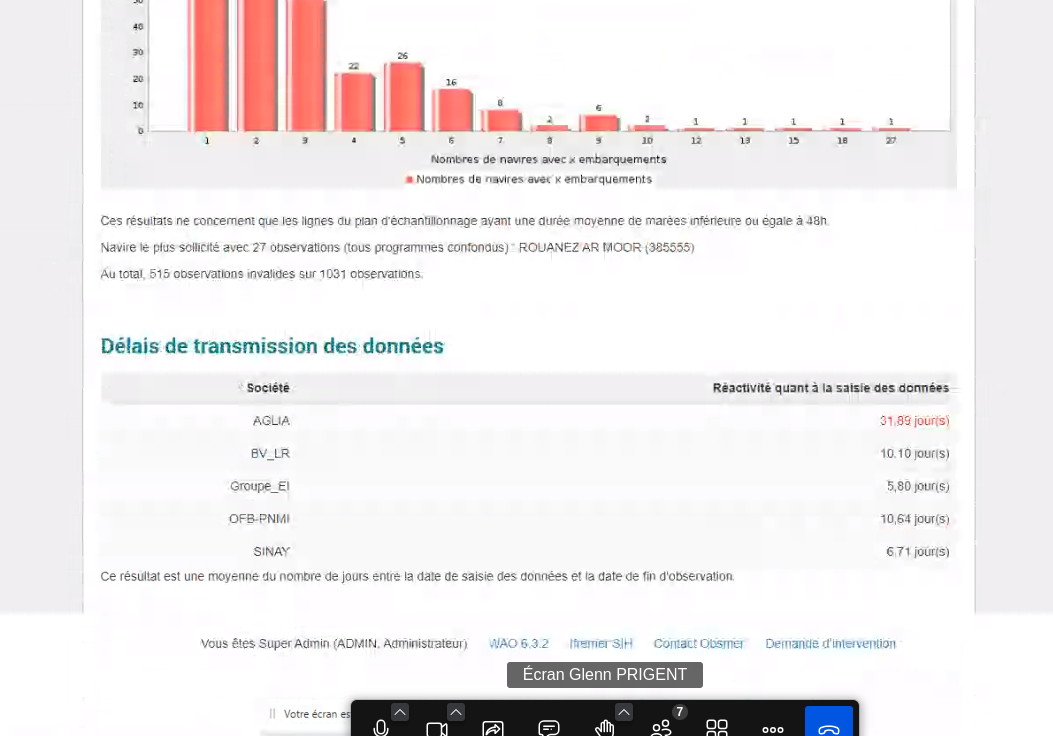 50
40
30
20
10
0
22
26
16
8
2
6
2
1
1
1
1
1
1 2 3 4 5 6 7 8 9 10 12 13 15 18 27
Nombres de navires avec x embarquements
Nombres de navires avec x embarquements
Ces résultats ne concernent que les lignes du plan d'échantillonnage ayant une durée moyenne de marées inférieure ou égale à 48h.
Navire le plus sollicité avec 27 observations (tous programmes confondus) : ROUANEZ AR MOOR (385555)
Au total, 515 observations invalides sur 1031 observations.
Délais de transmission des données
Société Réactivité quant à la saisie des données
AGLIA 31,89 jour(s)
BV_LR 10,10 jour(s)
Groupe_EI 5,80 jour(s)
OFB-PNMI 10,64 jour(s)
SINAY 6,71 jour(s)
Ce résultat est une moyenne du nombre de jours entre la date de saisie des données et la date de fin d'observation.
Vous êtes Super Admin (ADMIN, Administrateur) WAO 6.3.2 Ifremer SIH Contact Obsmer Demande d'intervention
Écran Glenn PRIGENT
Votre écran es
7